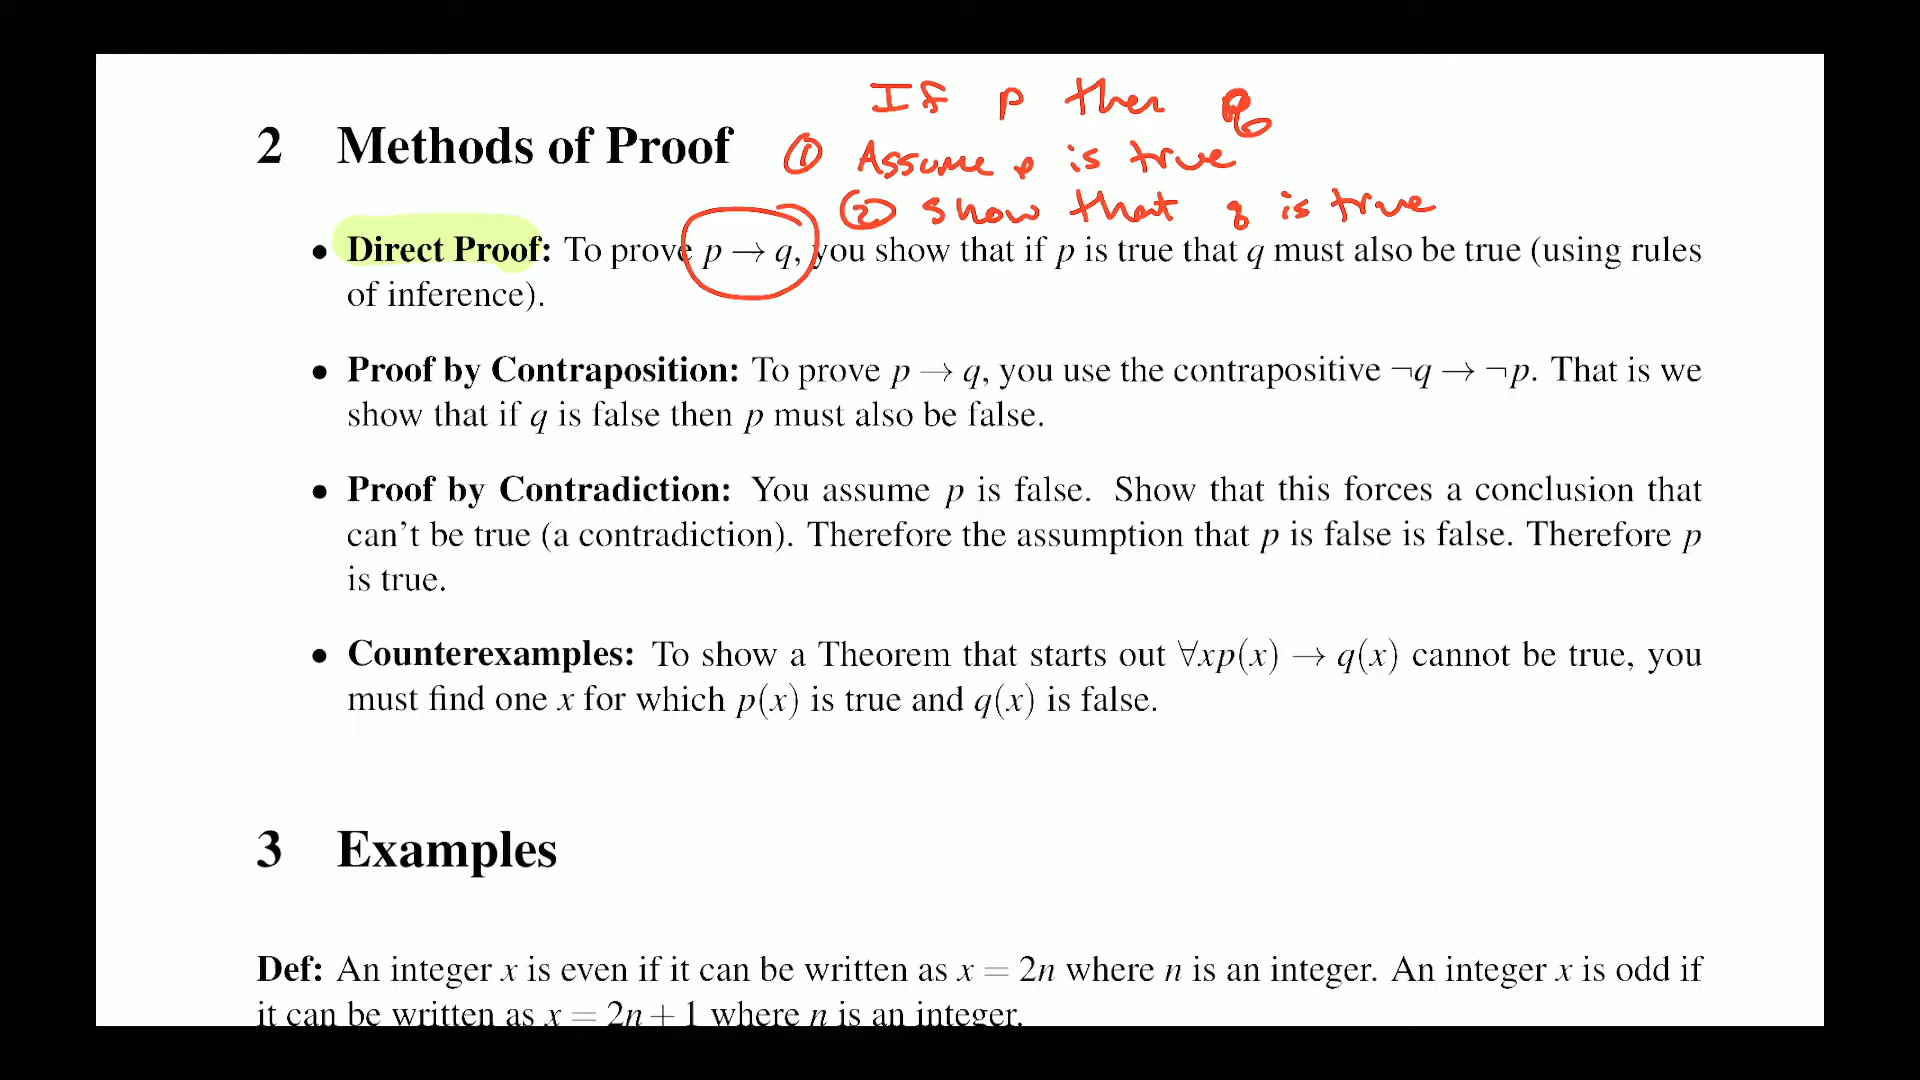 If p then q
2 Methods of Proof
① Assume p is true
② Show that q is true
• Direct Proof: To prove p → q, you show that if p is true that q must also be true (using rules
of inference).
• Proof by Contraposition: To prove p → q, you use the contrapositive ¬q → ¬p. That is we
show that if q is false then p must also be false.
• Proof by Contradiction: You assume p is false. Show that this forces a conclusion that
can't be true (a contradiction). Therefore the assumption that p is false is false. Therefore p
is true.
• Counterexamples: To show a Theorem that starts out ∀xp(x) → q(x) cannot be true, you
must find one x for which p(x) is true and q(x) is false.
3 Examples
Def: An integer x is even if it can be written as x = 2n where n is an integer. An integer x is odd if
it can be written as x = 2n + 1 where n is an integer.